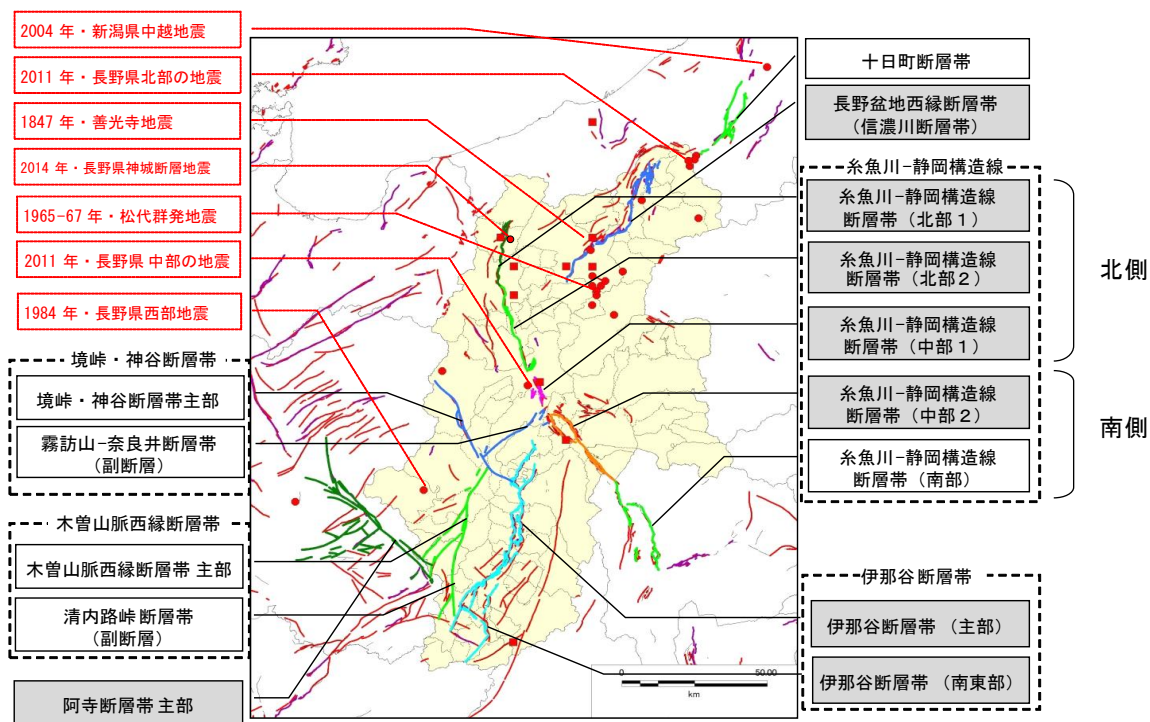 2004 年・新潟県中越地震
2011 年・長野県北部の地震
1847 年・善光寺地震
2014 年・長野県神城断層地震
1965-67 年・松代群発地震
2011 年・長野県 中部の地震
1984 年・長野県西部地震
境峠・神谷断層帯
境峠・神谷断層帯主部
霧訪山-奈良井断層帯
(副断層)
木曽山脈西縁断層帯
木曽山脈西縁断層帯 主部
清内路峠断層帯
(副断層)
阿寺断層帯 主部
十日町断層帯
長野盆地西縁断層帯
(信濃川断層帯)
糸魚川-静岡構造線
糸魚川-静岡構造線
断層帯(北部1)
糸魚川-静岡構造線
断層帯(北部2)
糸魚川-静岡構造線
断層帯(中部1)
糸魚川-静岡構造線
断層帯(中部2)
糸魚川-静岡構造線
断層帯(南部)
北側
南側
伊那谷断層帯
伊那谷断層帯 (主部)
伊那谷断層帯 (南東部)
0 50.00
km